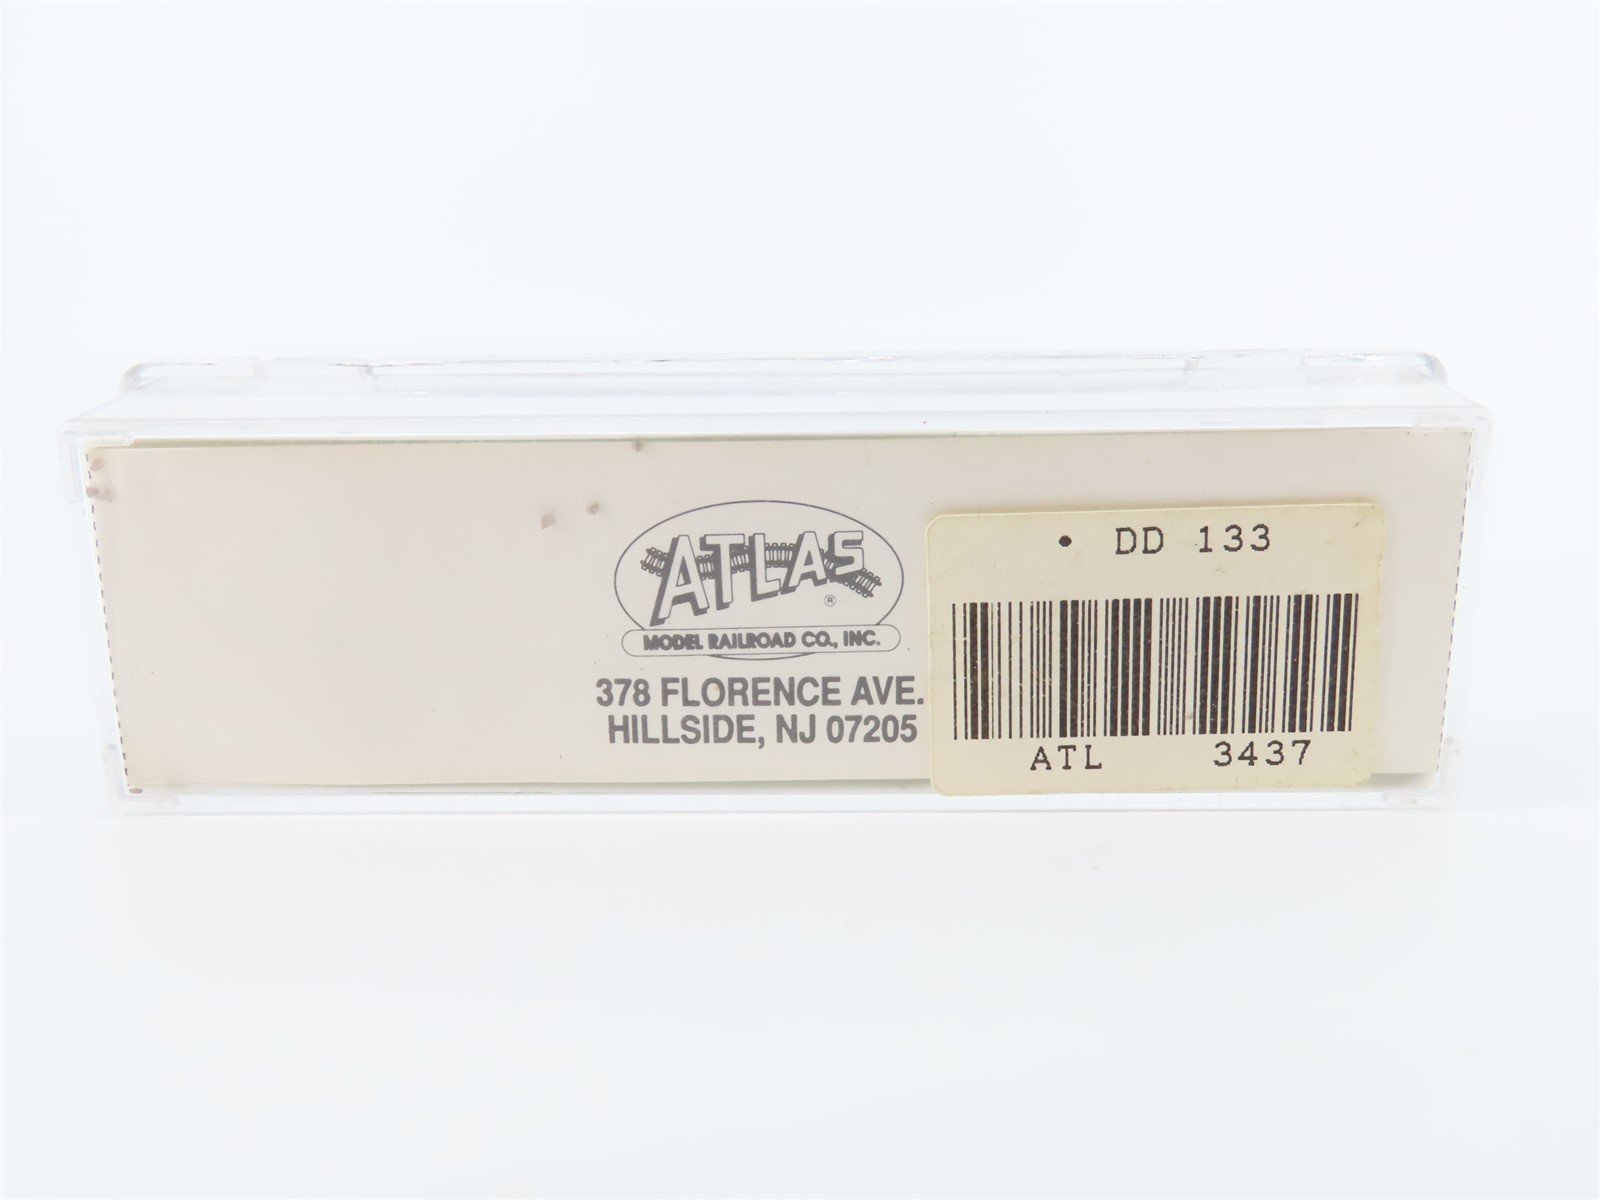 ATLAS ®
MODEL RAILROAD CO., INC.
378 FLORENCE AVE.
HILLSIDE, NJ 07205
• DD 133
ATL 3437